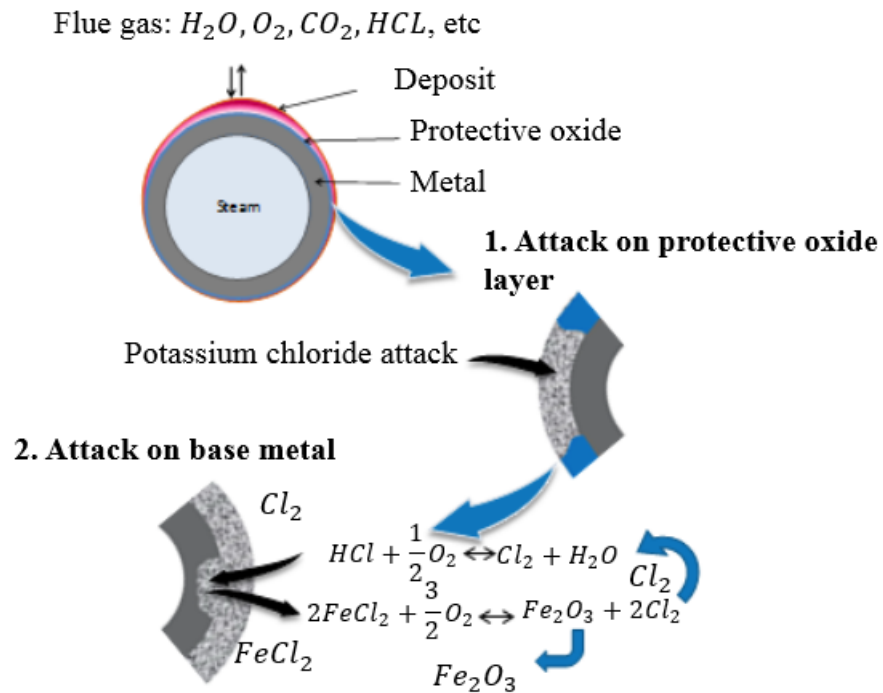 Flue gas: H₂O, O₂, CO₂, HCL, etc
Deposit
Protective oxide
Metal
Steam
1. Attack on protective oxide
layer
Potassium chloride attack
2. Attack on base metal
Cl₂
HCl + 1/2 O₂ ↔ Cl₂ + H₂O
Cl₂
2FeCl₂ + 3/2 O₂ ↔ Fe₂O₃ + 2Cl₂
FeCl₂
Fe₂O₃